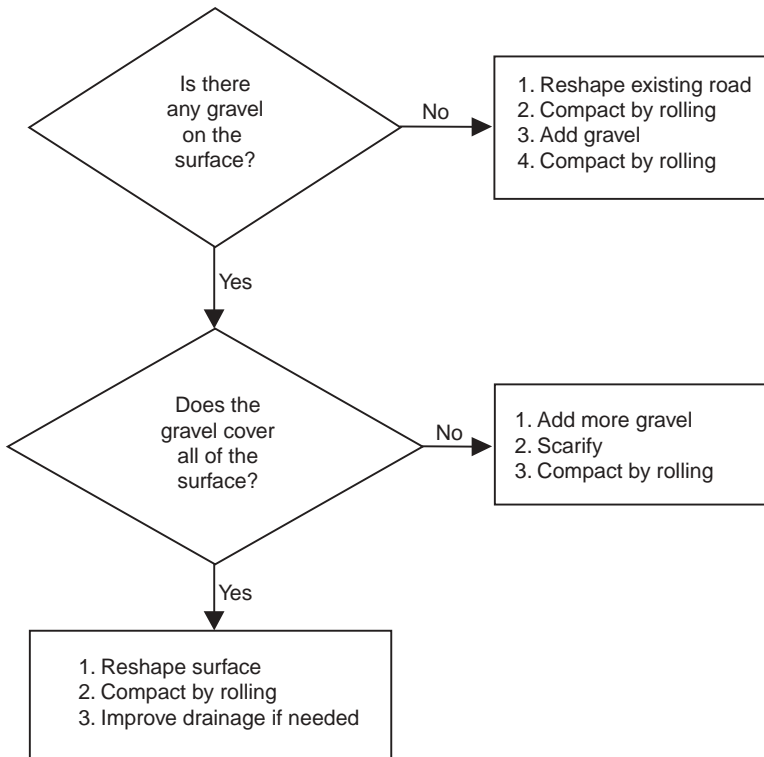 Is there
any gravel
on the
surface?
No
1. Reshape existing road
2. Compact by rolling
3. Add gravel
4. Compact by rolling
Yes
Does the
gravel cover
all of the
surface?
No
1. Add more gravel
2. Scarify
3. Compact by rolling
Yes
1. Reshape surface
2. Compact by rolling
3. Improve drainage if needed